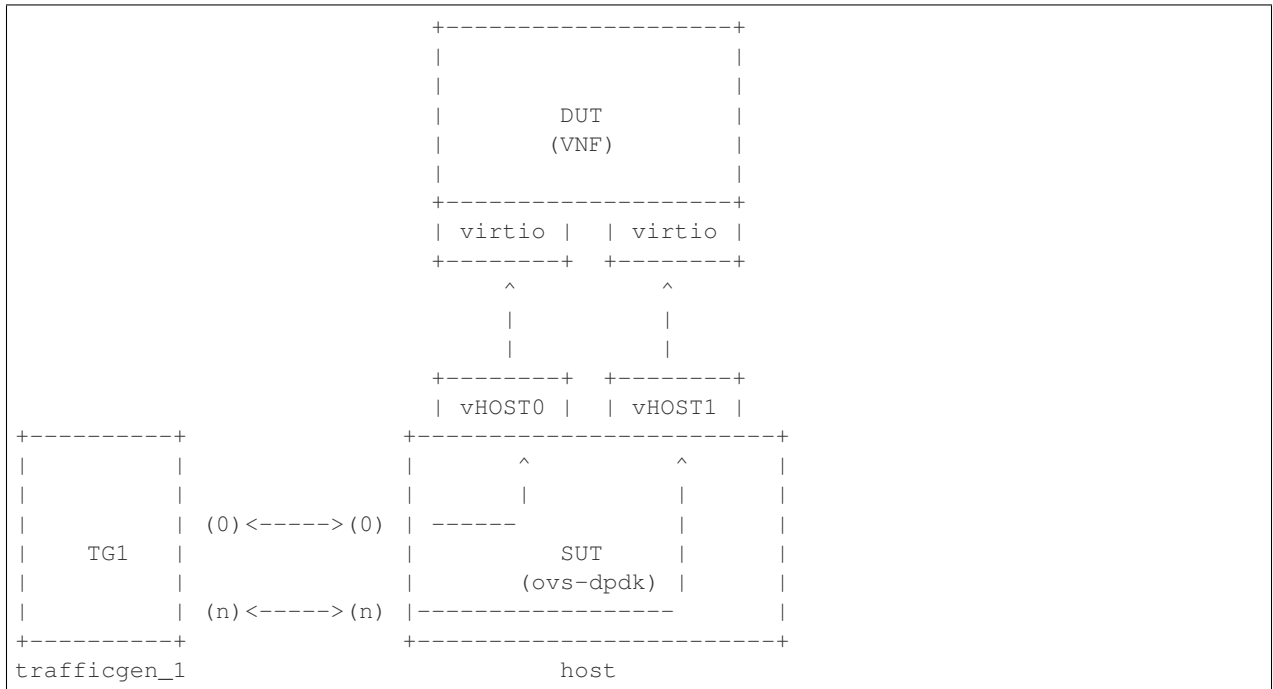 +--------------------+
|                    |
|                    |
|        DUT         |
|       (VNF)        |
|                    |
+--------------------+
| virtio |  | virtio |
+--------+  +--------+
^          ^
|          |
|          |
+--------+  +--------+
| vHOST0 |  | vHOST1 |
+----------+               +-------------------------+
|          |               |       ^          ^      |
|          |               |       |          |      |
|          | (0)<----->(0) | ------           |      |
|    TG1   |               |          SUT     |      |
|          |               |       (ovs-dpdk) |      |
|          | (n)<----->(n) |------------------       |
+----------+               +-------------------------+
trafficgen_1                          host